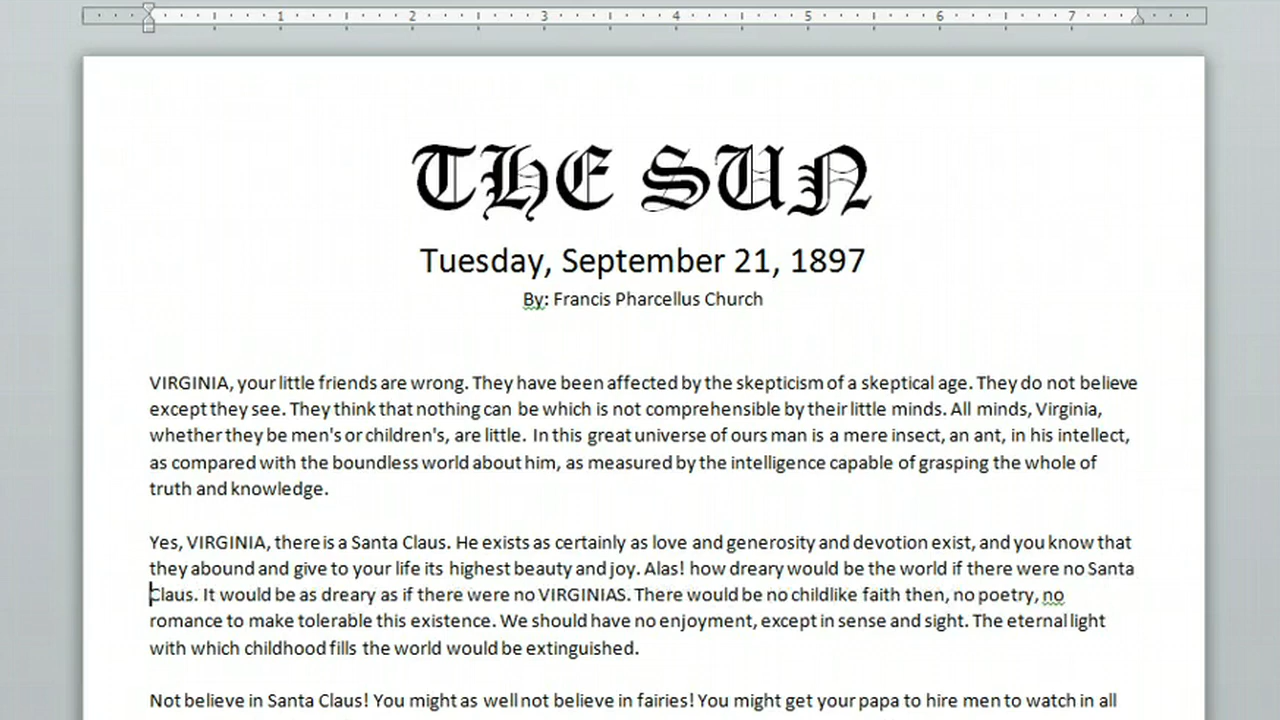 1 2 3 4 5 6 7
THE SUN
Tuesday, September 21, 1897
By: Francis Pharcellus Church
VIRGINIA, your little friends are wrong. They have been affected by the skepticism of a skeptical age. They do not believe
except they see. They think that nothing can be which is not comprehensible by their little minds. All minds, Virginia,
whether they be men's or children's, are little. In this great universe of ours man is a mere insect, an ant, in his intellect,
as compared with the boundless world about him, as measured by the intelligence capable of grasping the whole of
truth and knowledge.
Yes, VIRGINIA, there is a Santa Claus. He exists as certainly as love and generosity and devotion exist, and you know that
they abound and give to your life its highest beauty and joy. Alas! how dreary would be the world if there were no Santa
Claus. It would be as dreary as if there were no VIRGINIAS. There would be no childlike faith then, no poetry, no
romance to make tolerable this existence. We should have no enjoyment, except in sense and sight. The eternal light
with which childhood fills the world would be extinguished.
Not believe in Santa Claus! You might as well not believe in fairies! You might get your papa to hire men to watch in all